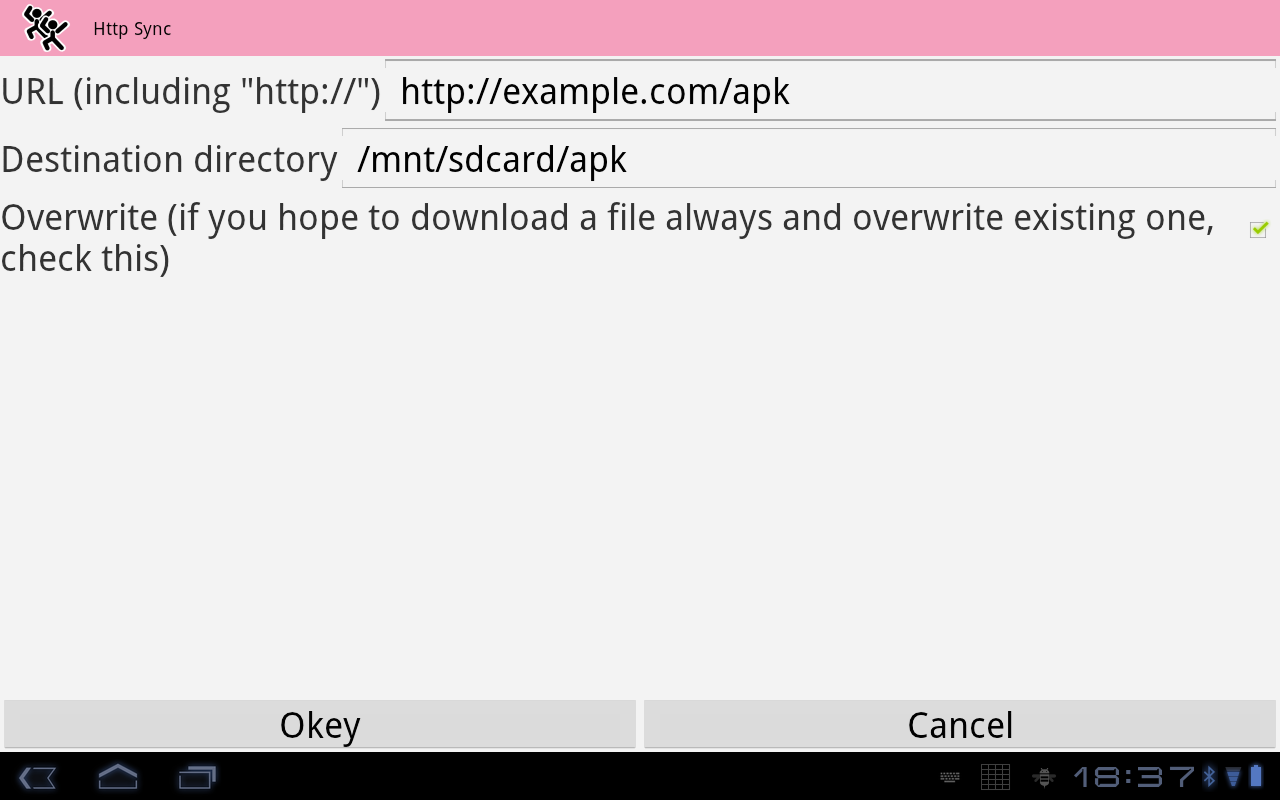 Http Sync
URL (including "http://") http://example.com/apk
Destination directory /mnt/sdcard/apk
Overwrite (if you hope to download a file always and overwrite existing one,
check this)
Okey Cancel
18:37